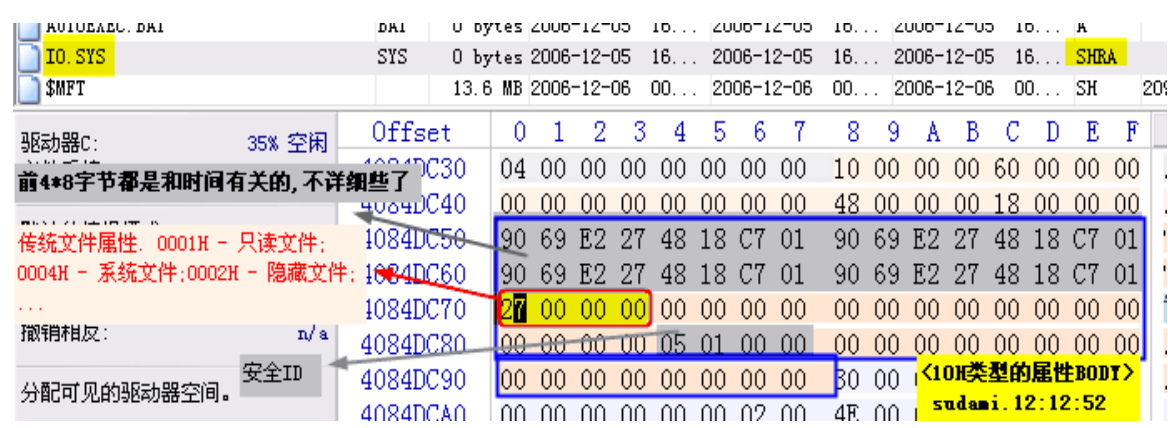 AUTOEXEC.BAT BAT 0 bytes 2006-12-05 16... 2006-12-05 16... 2006-12-05 16... A
IO.SYS SYS 0 bytes 2006-12-05 16... 2006-12-05 16... 2006-12-05 16... SHRA
$MFT 13.6 MB 2006-12-06 00... 2006-12-06 00... 2006-12-06 00... SH 209
驱动器C: 35% 空闲
前4*8字节都是和时间有关的,不详细些了
传统文件属性. 0001H - 只读文件;
0004H - 系统文件;0002H - 隐藏文件;
...
撤销相反: n/a
安全ID
分配可见的驱动器空间。
Offset 0 1 2 3 4 5 6 7 8 9 A B C D E F
4084DC30 04 00 00 00 00 00 00 00 10 00 00 00 60 00 00 00
4084DC40 00 00 00 00 00 00 00 00 48 00 00 00 18 00 00 00
4084DC50 90 69 E2 27 48 18 C7 01 90 69 E2 27 48 18 C7 01
4084DC60 90 69 E2 27 48 18 C7 01 90 69 E2 27 48 18 C7 01
4084DC70 27 00 00 00 00 00 00 00 00 00 00 00 00 00 00 00
4084DC80 00 00 00 00 05 01 00 00 00 00 00 00 00 00 00 00
4084DC90 00 00 00 00 00 00 00 00 30 00
4084DCA0 00 00 00 00 00 00 02 00 4E 00
<10H类型的属性BODY>
sudami.12:12:52